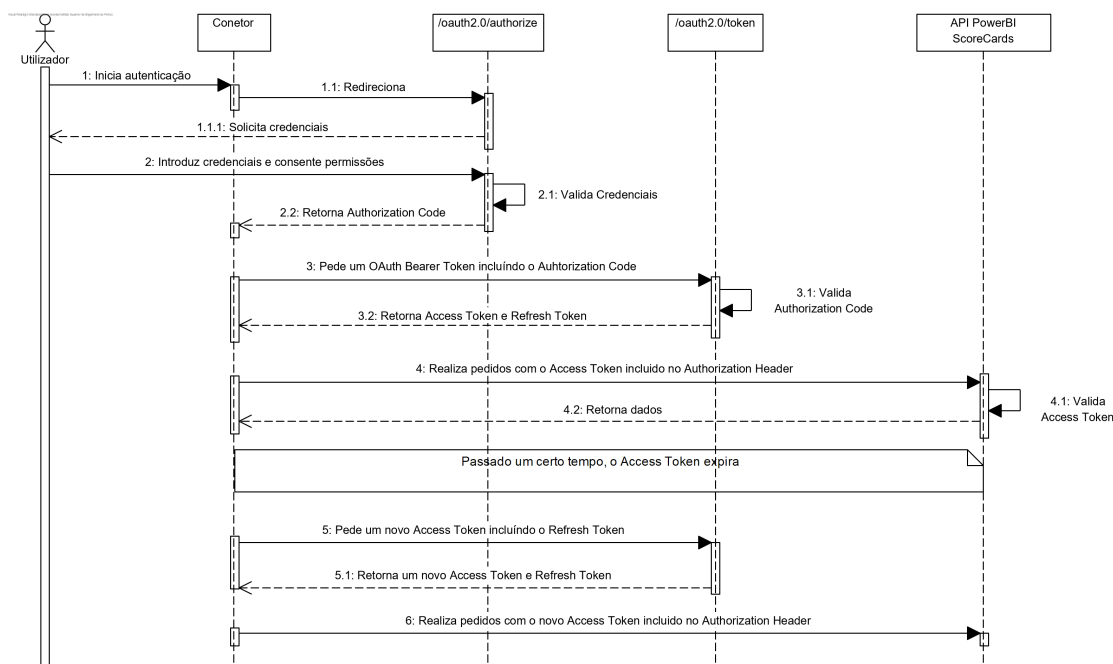 Conetor
/oauth2.0/authorize
/oauth2.0/token
API PowerBI
ScoreCards
Utilizador
1: Inicia autenticação
1.1: Redireciona
1.1.1: Solicita credenciais
2: Introduz credenciais e consente permissões
2.1: Valida Credenciais
2.2: Retorna Authorization Code
3: Pede um OAuth Bearer Token incluíndo o Auhtorization Code
3.1: Valida
Authorization Code
3.2: Retorna Access Token e Refresh Token
4: Realiza pedidos com o Access Token incluido no Authorization Header
4.1: Valida
Access Token
4.2: Retorna dados
Passado um certo tempo, o Access Token expira
5: Pede um novo Access Token incluíndo o Refresh Token
5.1: Retorna um novo Access Token e Refresh Token
6: Realiza pedidos com o novo Access Token incluido no Authorization Header